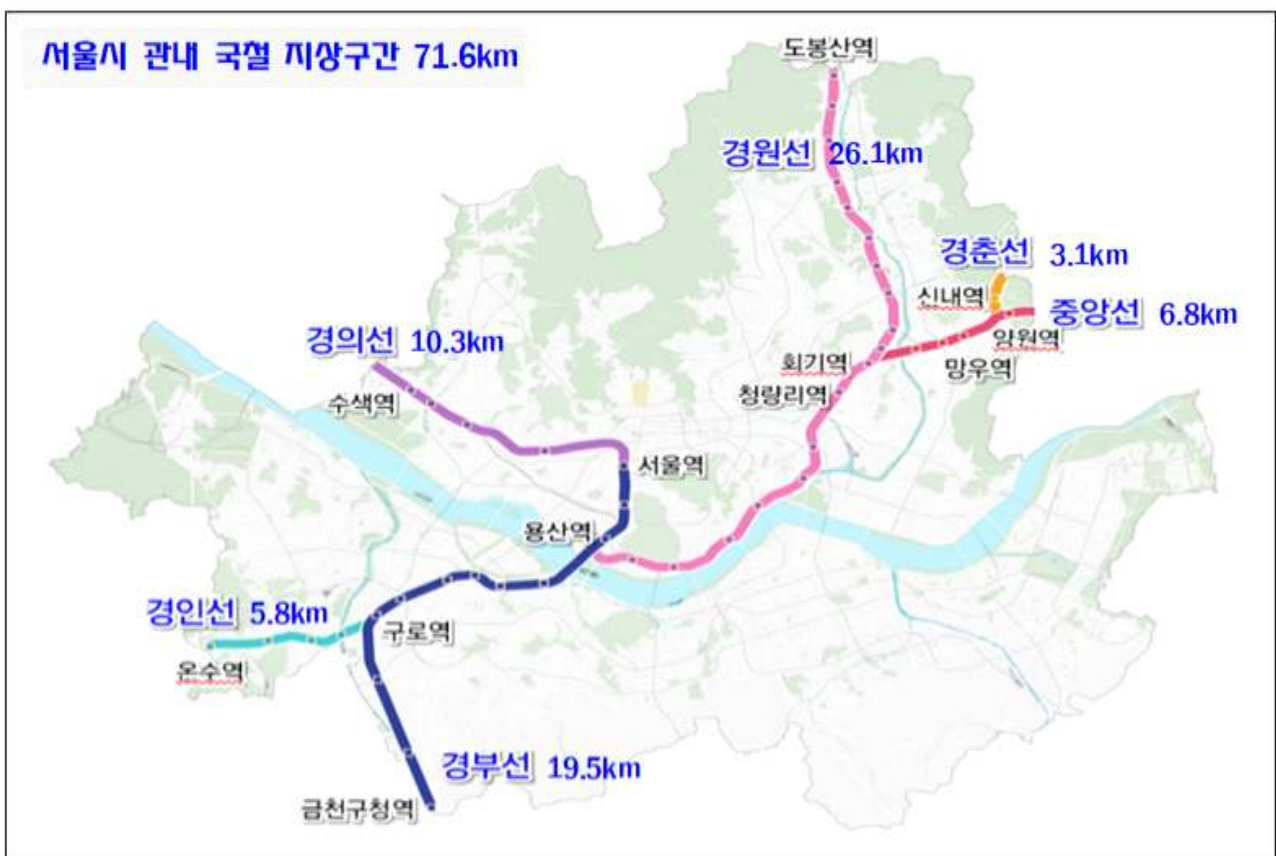 서울시 관내 국철 지상구간 71.6km
도봉산역
경원선 26.1km
경춘선 3.1km
신내역
중앙선 6.8km
양원역
망우역
회기역
청량리역
경의선 10.3km
수색역
서울역
용산역
경인선 5.8km
구로역
온수역
경부선 19.5km
금천구청역